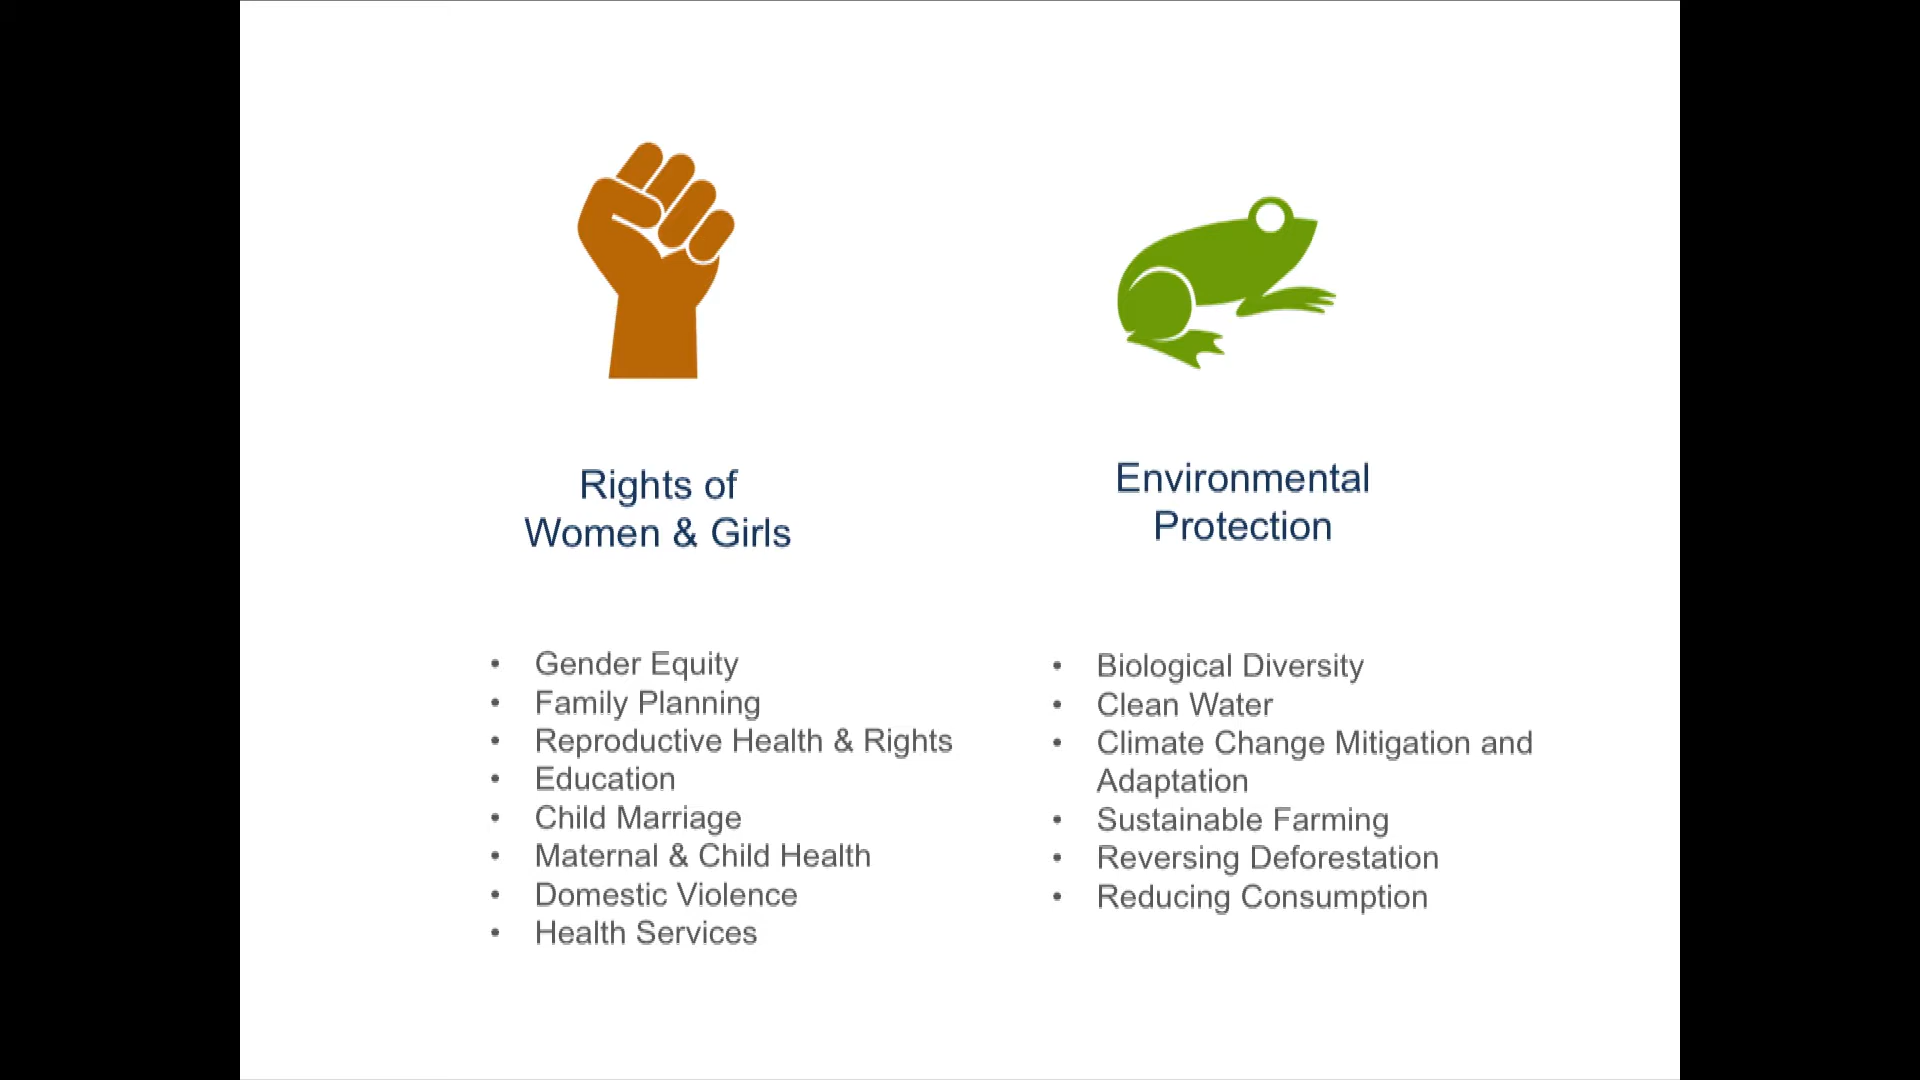 Rights of
Women & Girls
• Gender Equity
• Family Planning
• Reproductive Health & Rights
• Education
• Child Marriage
• Maternal & Child Health
• Domestic Violence
• Health Services
Environmental
Protection
• Biological Diversity
• Clean Water
• Climate Change Mitigation and
Adaptation
• Sustainable Farming
• Reversing Deforestation
• Reducing Consumption